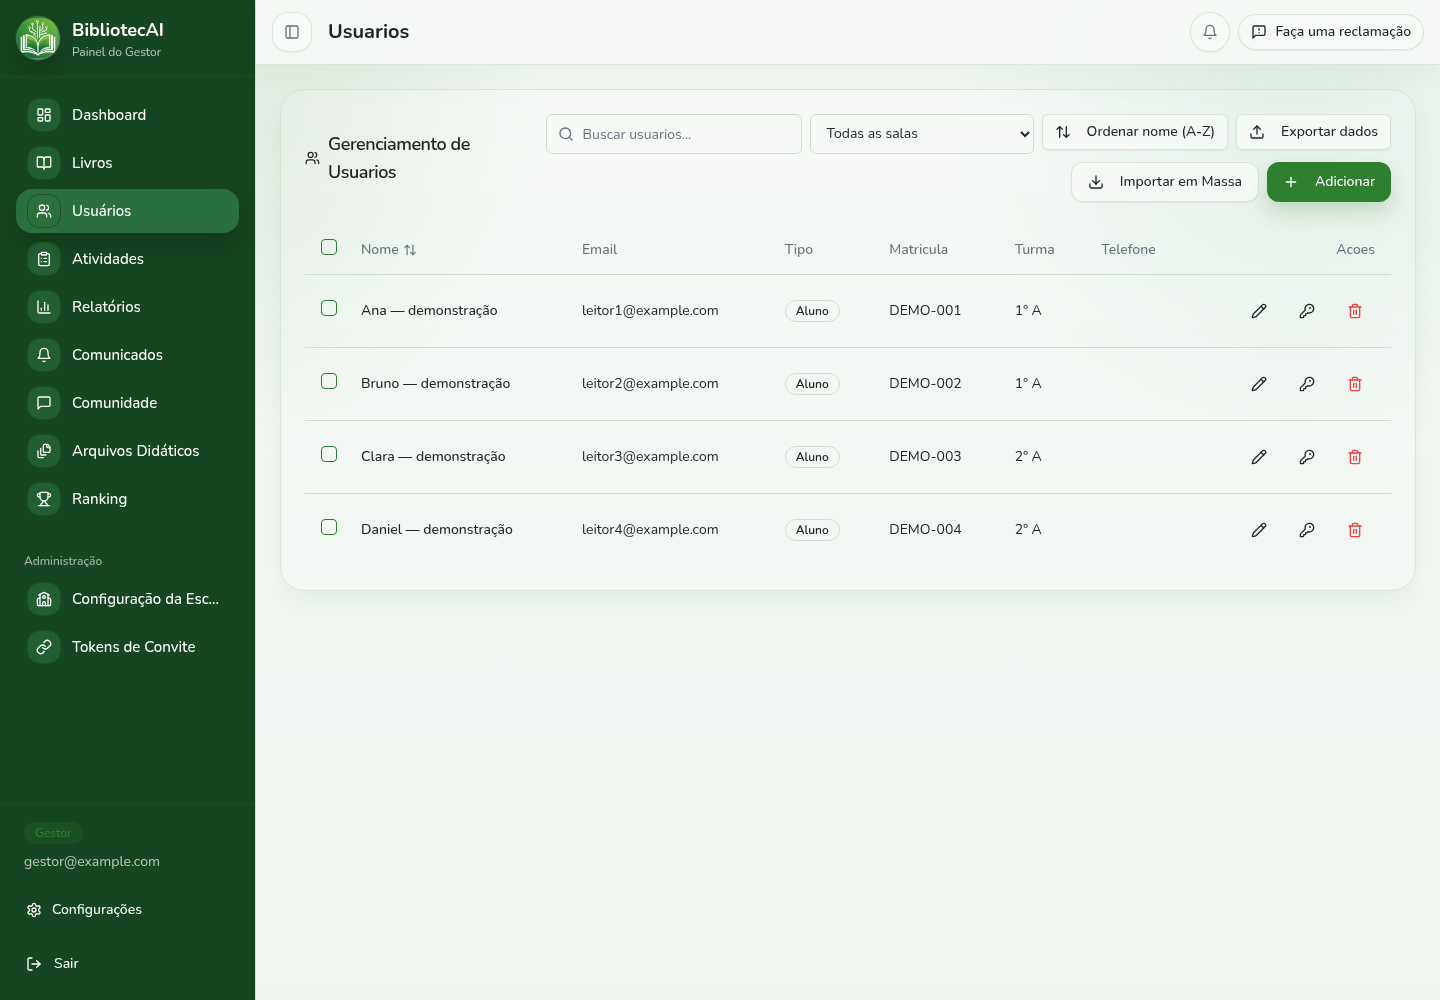 BibliotecAI
Painel do Gestor
Dashboard
Livros
Usuários
Atividades
Relatórios
Comunicados
Comunidade
Arquivos Didáticos
Ranking
Administração
Configuração da Esc...
Tokens de Convite
Gestor
gestor@example.com
Configurações
Sair
Usuarios
Faça uma reclamação
Gerenciamento de
Usuarios
Buscar usuarios...
Todas as salas
Ordenar nome (A-Z)
Exportar dados
Importar em Massa
Adicionar
Nome Email Tipo Matricula Turma Telefone Acoes
Ana — demonstração leitor1@example.com Aluno DEMO-001 1º A
Bruno — demonstração leitor2@example.com Aluno DEMO-002 1º A
Clara — demonstração leitor3@example.com Aluno DEMO-003 2º A
Daniel — demonstração leitor4@example.com Aluno DEMO-004 2º A